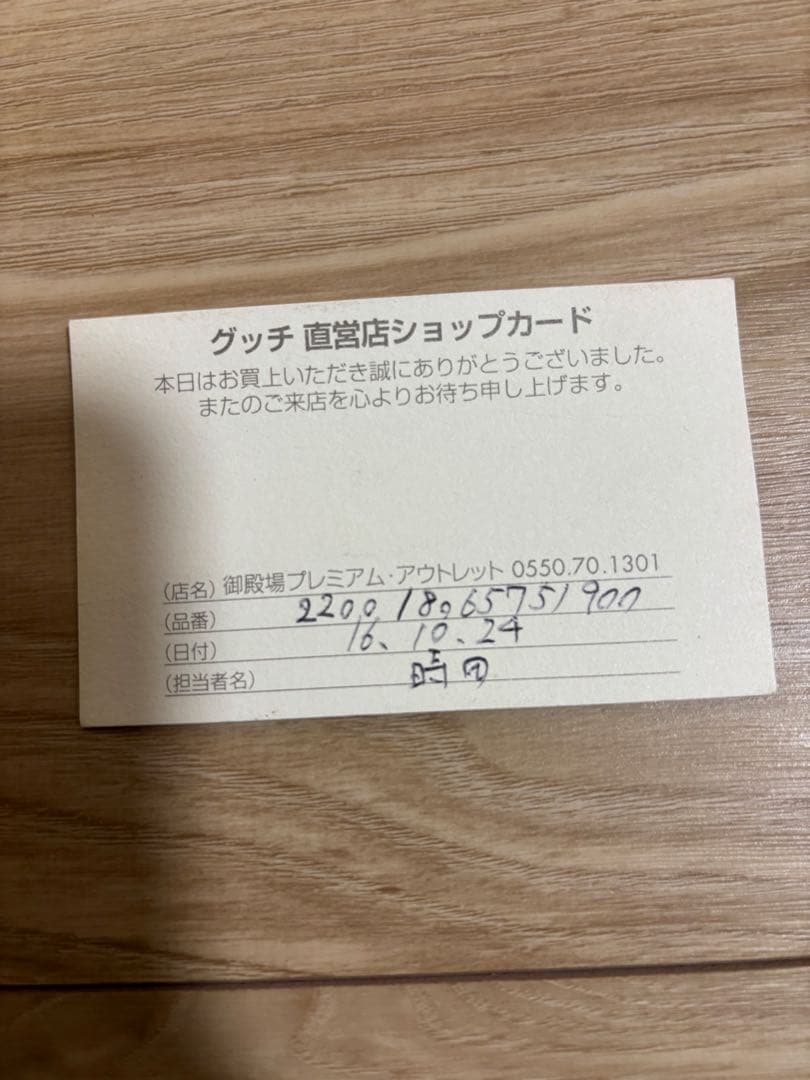 グッチ 直営店ショップカード
本日はお買上いただき誠にありがとうございました。
またのご来店を心よりお待ち申し上げます。
(店名) 御殿場プレミアム・アウトレット 0550.70.1301
(品番) 2200 180 65751900
(日付) 16.10.24
(担当者名)